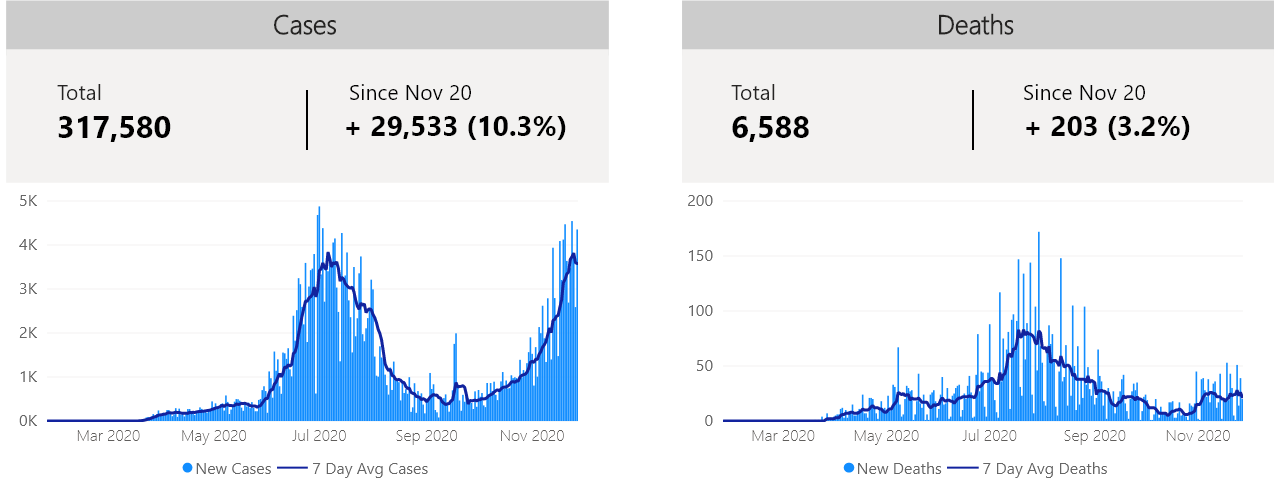 Cases
Total
317,580
Since Nov 20
+ 29,533 (10.3%)
5K
4K
3K
2K
1K
0K
Mar 2020 May 2020 Jul 2020 Sep 2020 Nov 2020
New Cases 7 Day Avg Cases
Deaths
Total
6,588
Since Nov 20
+ 203 (3.2%)
200
150
100
50
0
Mar 2020 May 2020 Jul 2020 Sep 2020 Nov 2020
New Deaths 7 Day Avg Deaths